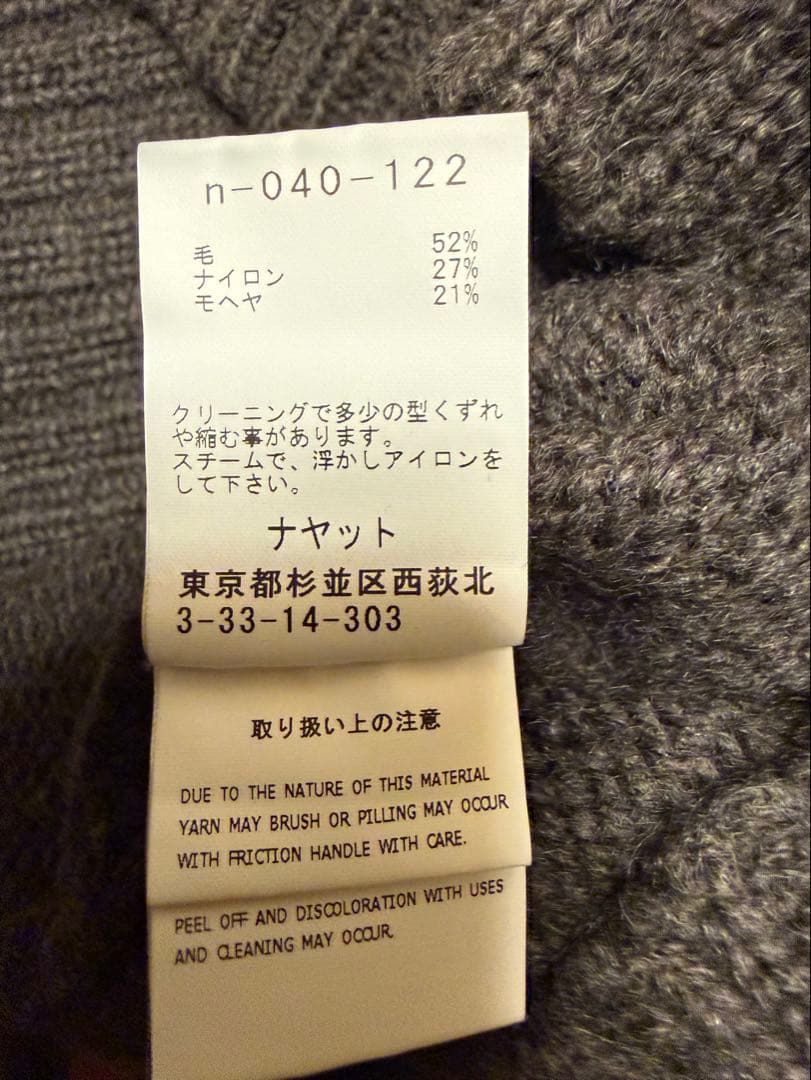 n-040-122
毛 52%
ナイロン 27%
モヘヤ 21%
クリーニングで多少の型くずれ
や縮む事があります。
スチームで、浮かしアイロンを
して下さい。
ナヤット
東京都杉並区西荻北
3-33-14-303
取り扱い上の注意
DUE TO THE NATURE OF THIS MATERIAL
YARN MAY BRUSH OR PILLING MAY OCCUR
WITH FRICTION HANDLE WITH CARE.
PEEL OFF AND DISCOLORATION WITH USES
AND CLEANING MAY OCCUR.